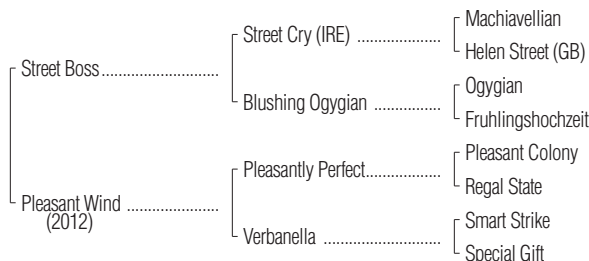 Machiavellian
Street Cry (IRE) ..................
Helen Street (GB)
Street Boss.........................
Ogygian
Blushing Ogygian ..............
Fruhlingshochzeit
Pleasant Colony
Pleasantly Perfect................
Regal State
Pleasant Wind ....................
(2012)
Smart Strike
Verbanella .........................
Special Gift